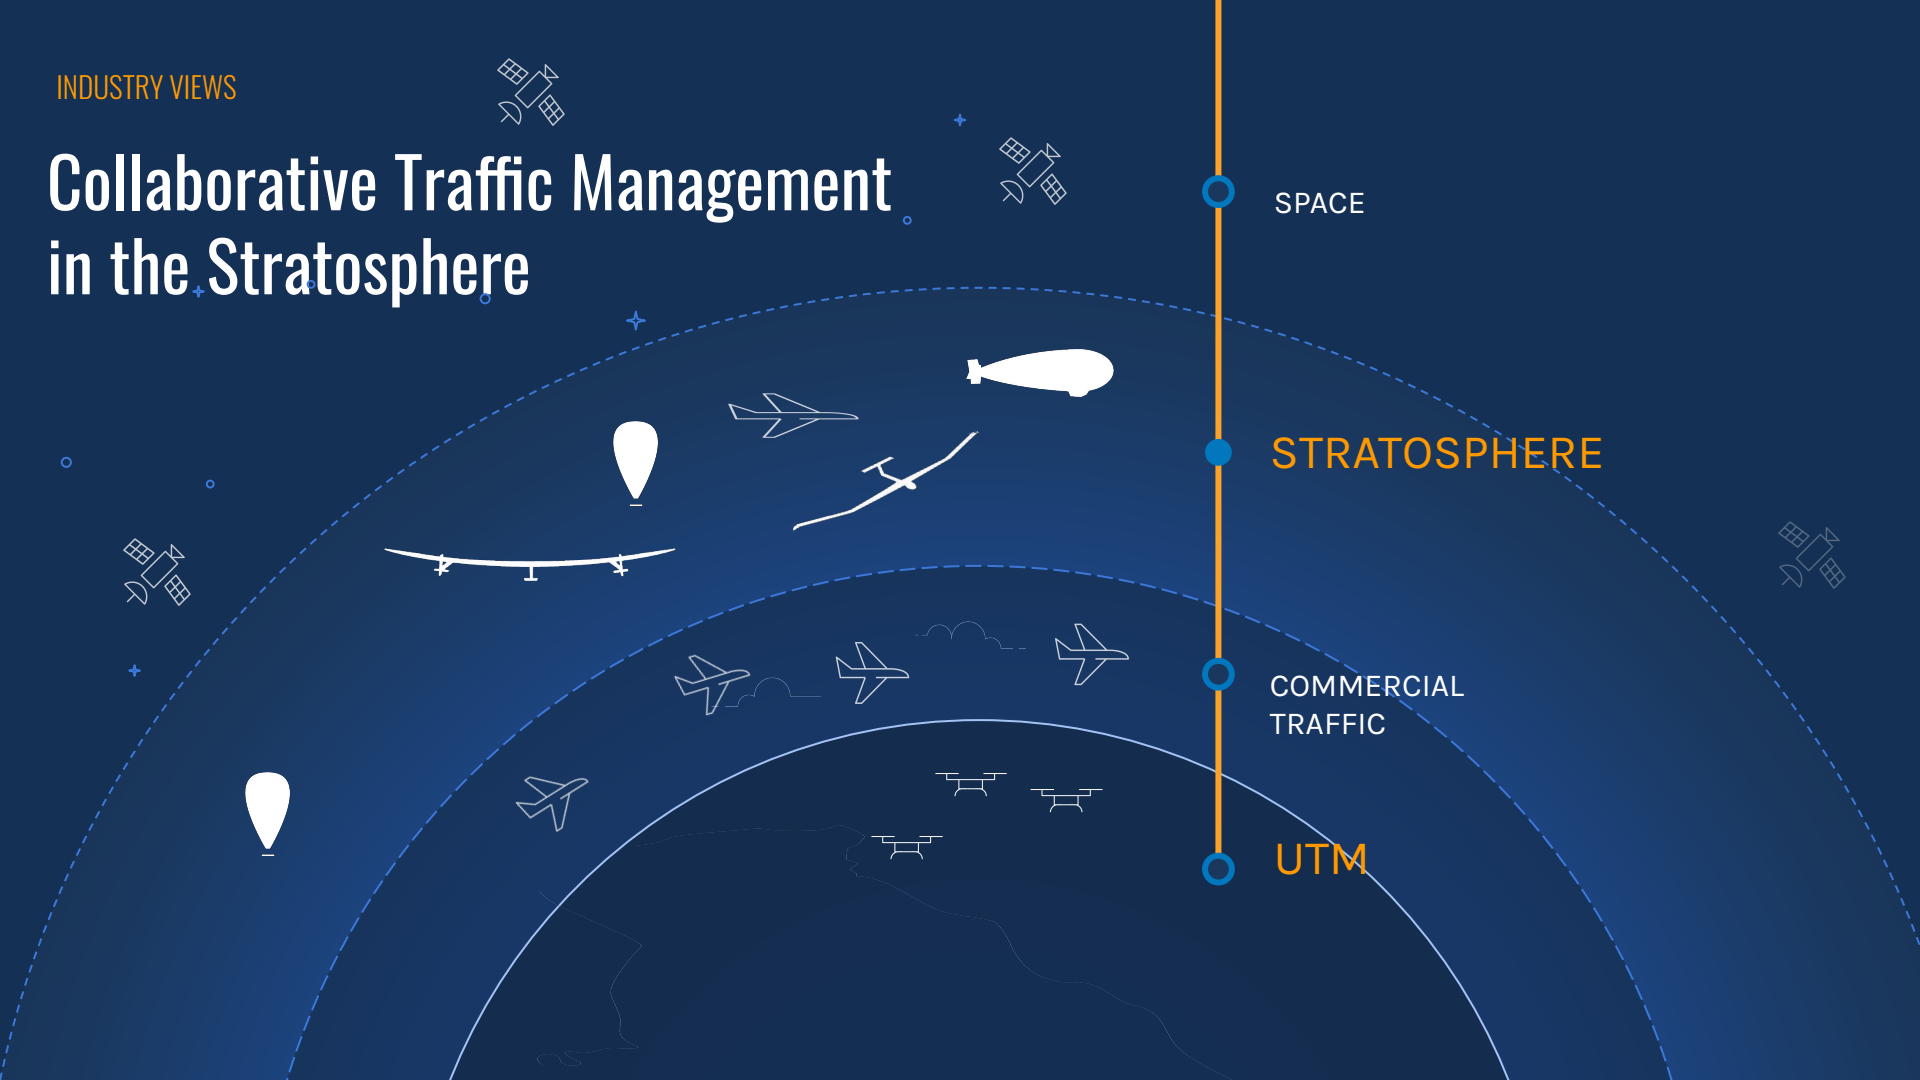 INDUSTRY VIEWS
Collaborative Traffic Management
in the Stratosphere
SPACE
STRATOSPHERE
COMMERCIAL
TRAFFIC
UTM